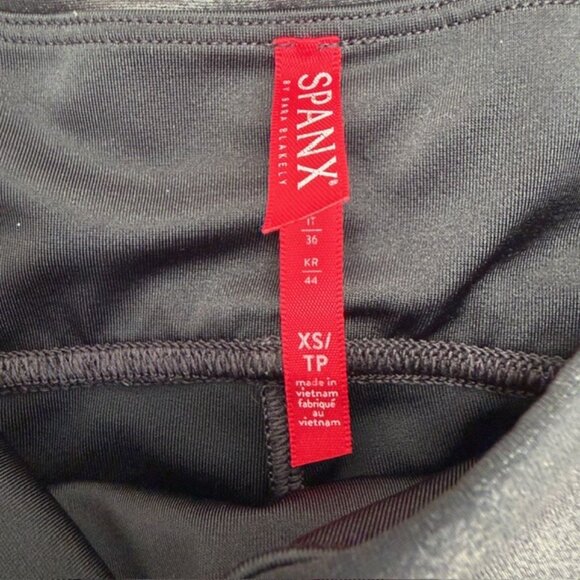 SPANX®
BY SARA BLAKELY
IT
36
KR
44
XS/
TP
made in
vietnam
fabriqué
au
vietnam